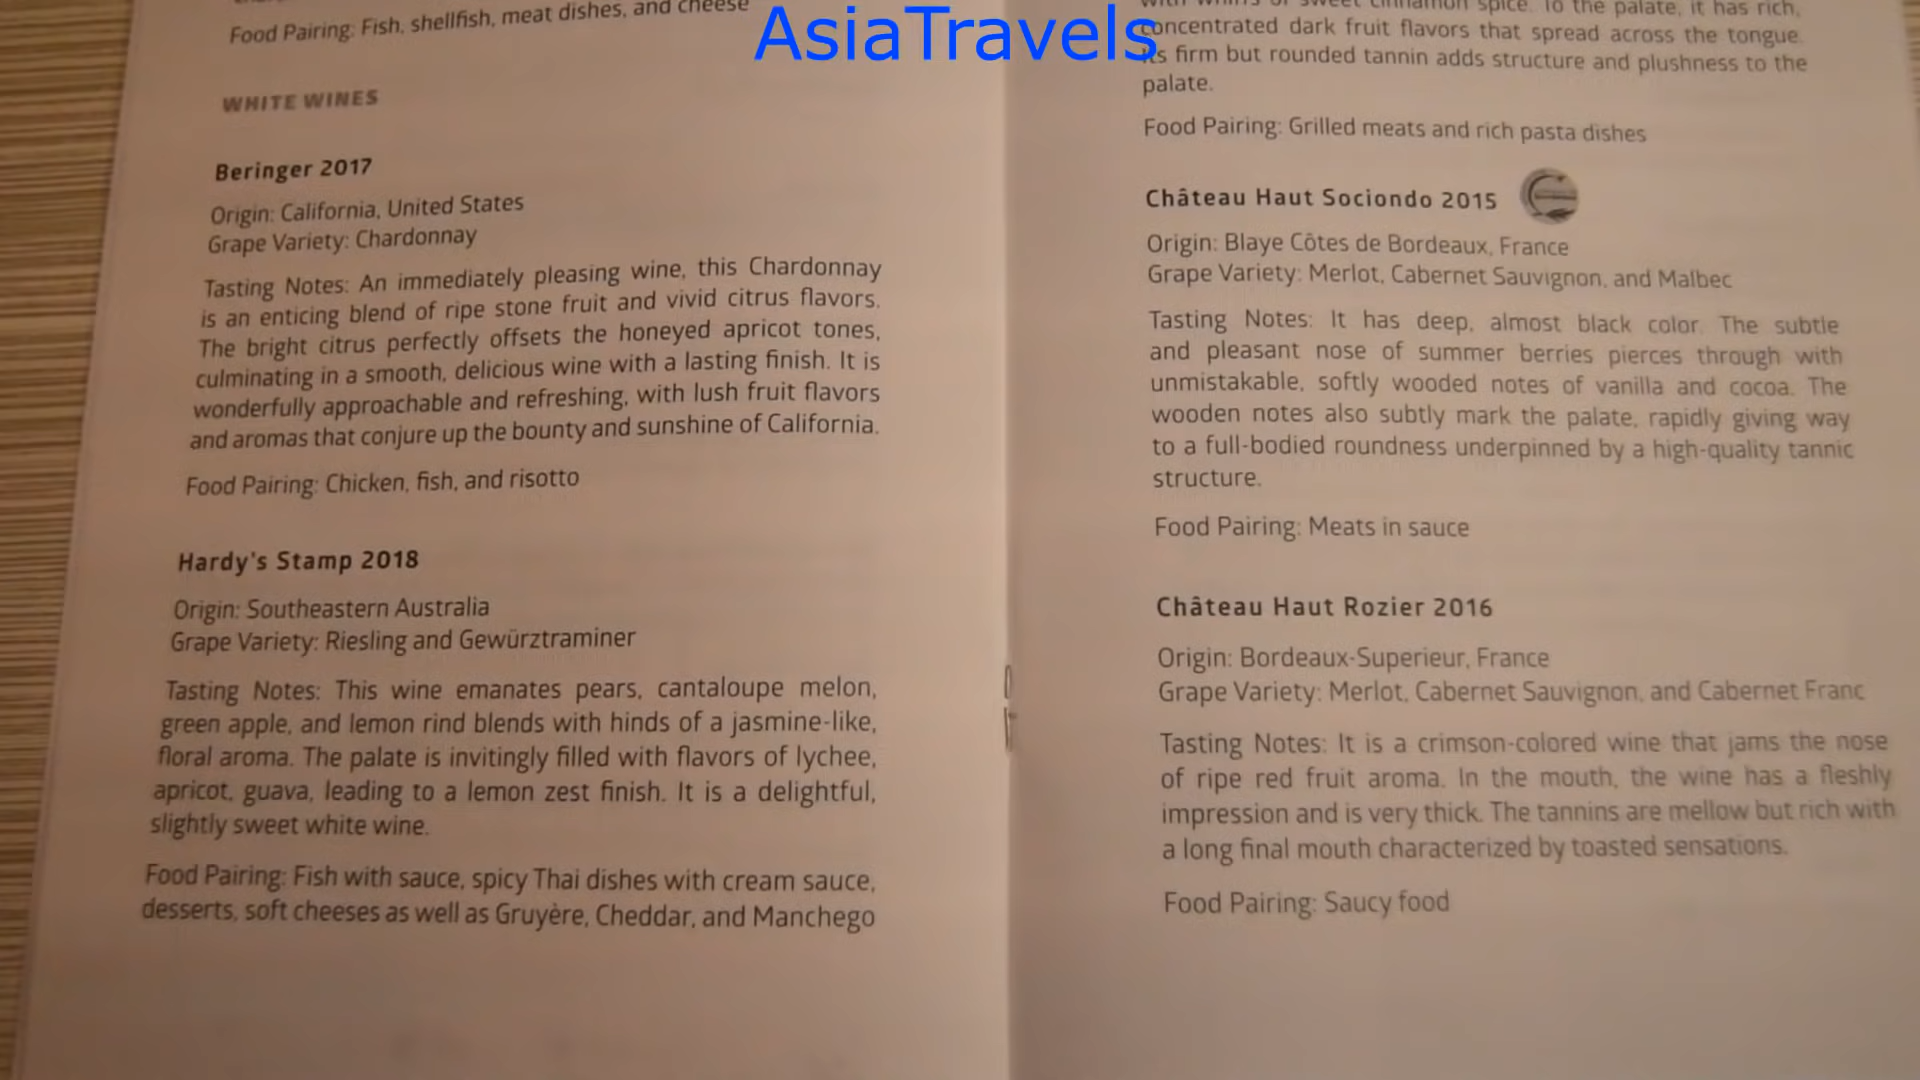 Food Pairing: Fish, shellfish, meat dishes, and cheese
WHITE WINES
Beringer 2017
Origin: California, United States
Grape Variety: Chardonnay
Tasting Notes: An immediately pleasing wine, this Chardonnay
is an enticing blend of ripe stone fruit and vivid citrus flavors.
The bright citrus perfectly offsets the honeyed apricot tones,
culminating in a smooth, delicious wine with a lasting finish. It is
wonderfully approachable and refreshing, with lush fruit flavors
and aromas that conjure up the bounty and sunshine of California.
Food Pairing: Chicken, fish, and risotto
Hardy's Stamp 2018
Origin: Southeastern Australia
Grape Variety: Riesling and Gewürztraminer
Tasting Notes: This wine emanates pears, cantaloupe melon,
green apple, and lemon rind blends with hinds of a jasmine-like,
floral aroma. The palate is invitingly filled with flavors of lychee,
apricot, guava, leading to a lemon zest finish. It is a delightful,
slightly sweet white wine.
Food Pairing: Fish with sauce, spicy Thai dishes with cream sauce,
desserts, soft cheeses as well as Gruyère, Cheddar, and Manchego
AsiaTravels
with whiffs of sweet cinnamon spice. To the palate, it has rich,
concentrated dark fruit flavors that spread across the tongue.
Its firm but rounded tannin adds structure and plushness to the
palate.
Food Pairing: Grilled meats and rich pasta dishes
Château Haut Sociondo 2015
Origin: Blaye Côtes de Bordeaux, France
Grape Variety: Merlot, Cabernet Sauvignon, and Malbec
Tasting Notes: It has deep, almost black color. The subtle
and pleasant nose of summer berries pierces through with
unmistakable, softly wooded notes of vanilla and cocoa. The
wooden notes also subtly mark the palate, rapidly giving way
to a full-bodied roundness underpinned by a high-quality tannic
structure.
Food Pairing: Meats in sauce
Château Haut Rozier 2016
Origin: Bordeaux-Superieur, France
Grape Variety: Merlot, Cabernet Sauvignon, and Cabernet Franc
Tasting Notes: It is a crimson-colored wine that jams the nose
of ripe red fruit aroma. In the mouth, the wine has a fleshly
impression and is very thick. The tannins are mellow but rich with
a long final mouth characterized by toasted sensations.
Food Pairing: Saucy food